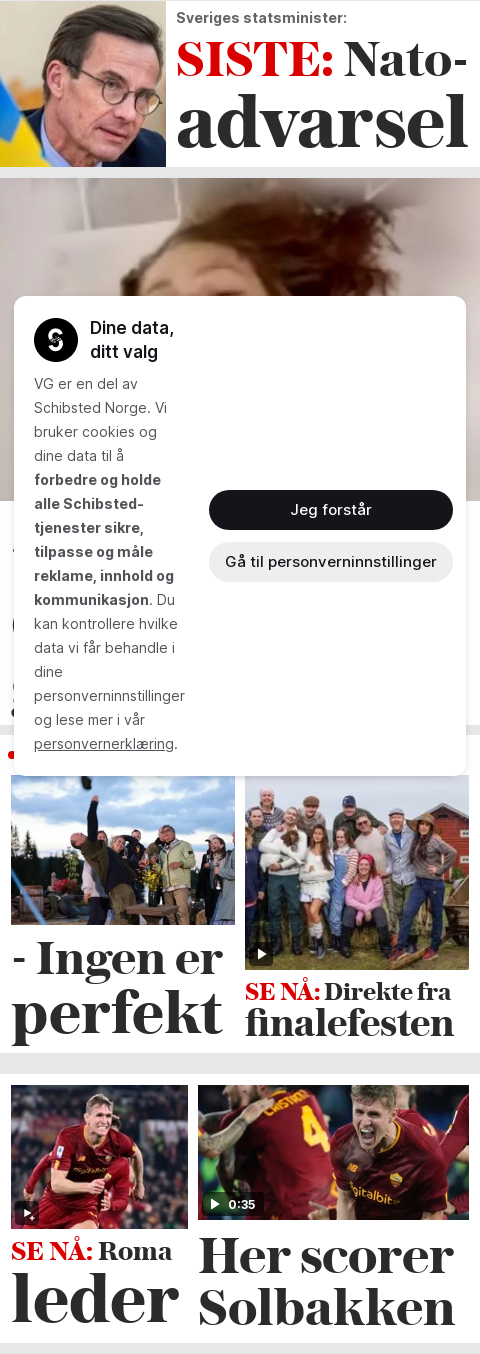 Sveriges statsminister:
SISTE: Nato-
advarsel
Dine data,
ditt valg
VG er en del av
Schibsted Norge. Vi
bruker cookies og
dine data til å
forbedre og holde
alle Schibsted-
tjenester sikre,
tilpasse og måle
reklame, innhold og
kommunikasjon. Du
kan kontrollere hvilke
data vi får behandle i
dine
personverninnstillinger
og lese mer i vår
personvernerklæring.
Jeg forstår
Gå til personverninnstillinger
- Ingen er
perfekt
SE NÅ: Direkte fra
finalefesten
4
digitalbit
0:35
SE NÅ: Roma
leder
Her scorer
Solbakken